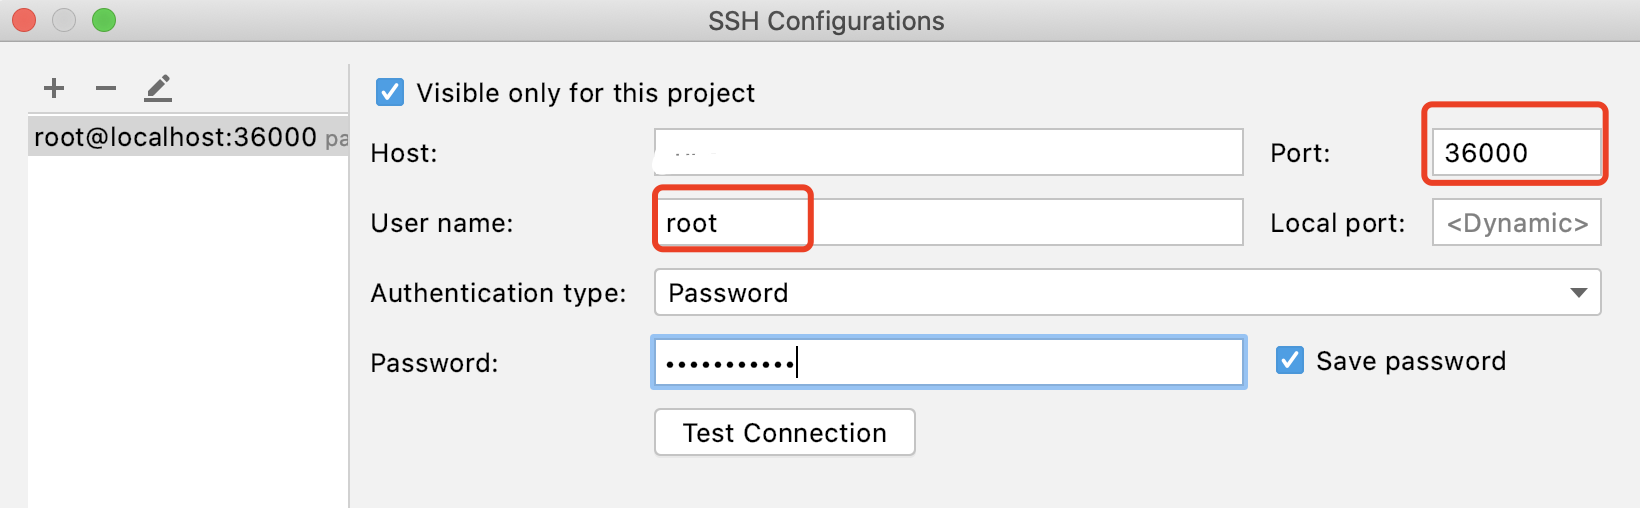 SSH Configurations
Visible only for this project
root@localhost:36000 pa
Host:
Port: 36000
User name: root
Local port: <Dynamic>
Authentication type: Password
Password: •••••••••••
Save password
Test Connection